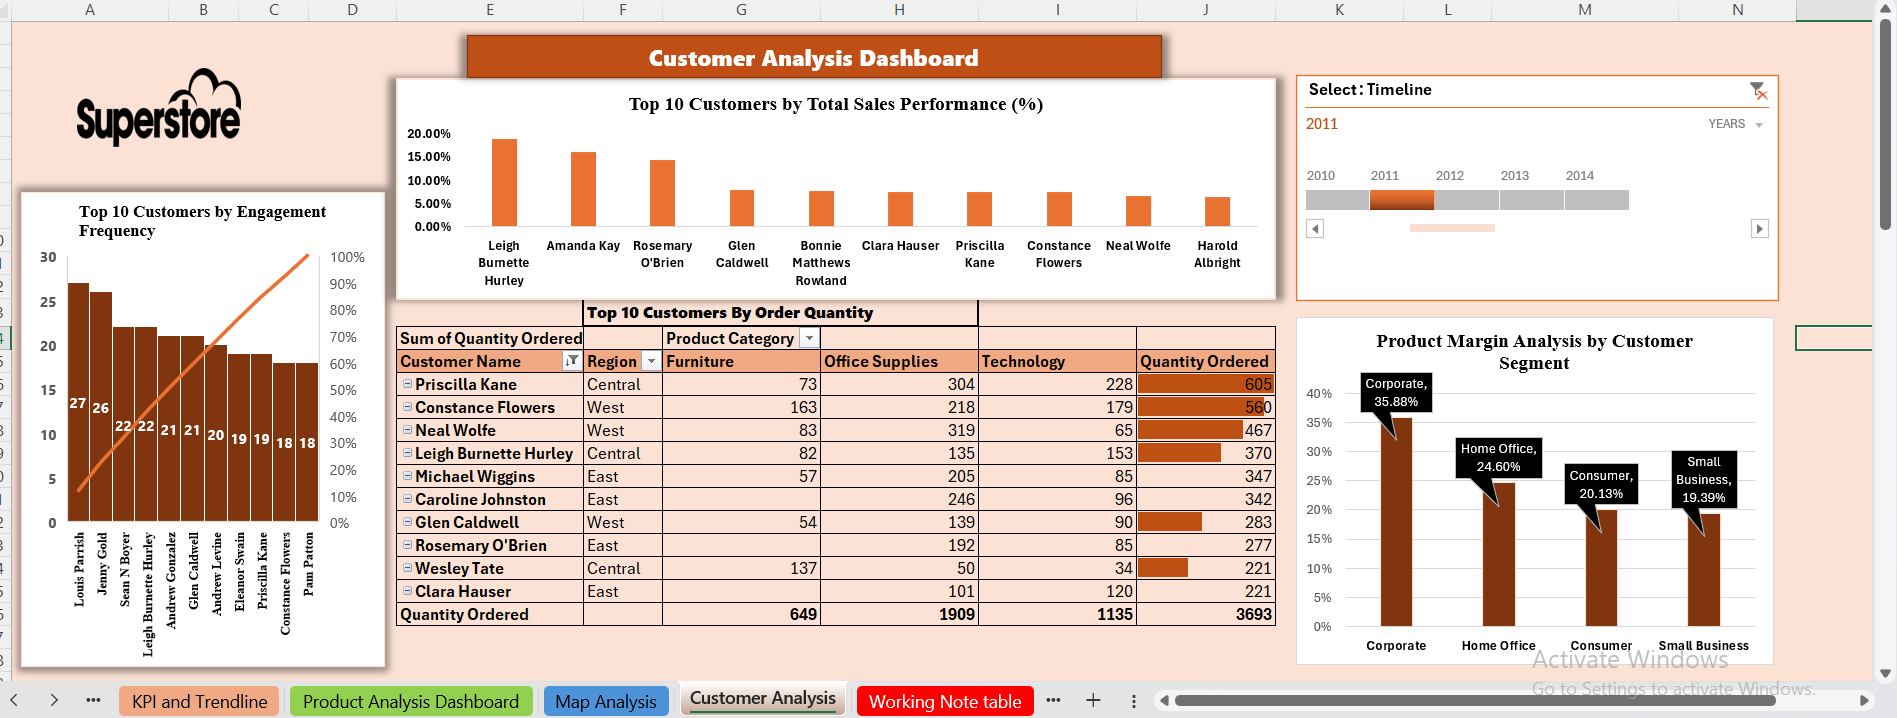 A B C D E F G H I J K L M N
Customer Analysis Dashboard
Superstore
Top 10 Customers by Total Sales Performance (%)
20.00%
15.00%
10.00%
5.00%
0.00%
Leigh Burnette Hurley
Amanda Kay
Rosemary O'Brien
Glen Caldwell
Bonnie Matthews Rowland
Clara Hauser
Priscilla Kane
Constance Flowers
Neal Wolfe
Harold Albright
Select: Timeline
2011
YEARS
2010 2011 2012 2013 2014
Top 10 Customers by Engagement
Frequency
30
25
20
15
10
5
0
100%
90%
80%
70%
60%
50%
40%
30%
20%
10%
0%
27 26 22 22 21 21 20 19 19 18 18
Louis Parrish
Jenny Gold
Sean N Boyer
Leigh Burnette Hurley
Andrew Gonzalez
Glen Caldwell
Andrew Levine
Eleanor Swain
Priscilla Kane
Constance Flowers
Pam Patton
Top 10 Customers By Order Quantity
Sum of Quantity Ordered Product Category
Customer Name Region Furniture Office Supplies Technology Quantity Ordered
Priscilla Kane Central 73 304 228 605
Constance Flowers West 163 218 179 560
Neal Wolfe West 83 319 65 467
Leigh Burnette Hurley Central 82 135 153 370
Michael Wiggins East 57 205 85 347
Caroline Johnston East 246 96 342
Glen Caldwell West 54 139 90 283
Rosemary O'Brien East 192 85 277
Wesley Tate Central 137 50 34 221
Clara Hauser East 101 120 221
Quantity Ordered 649 1909 1135 3693
Product Margin Analysis by Customer
Segment
40%
35%
30%
25%
20%
15%
10%
5%
0%
Corporate,
35.88%
Home Office,
24.60%
Consumer,
20.13%
Small
Business,
19.39%
Corporate Home Office Consumer Small Business
Activate Windows
Go to Settings to activate Windows.
KPI and Trendline Product Analysis Dashboard Map Analysis Customer Analysis Working Note table